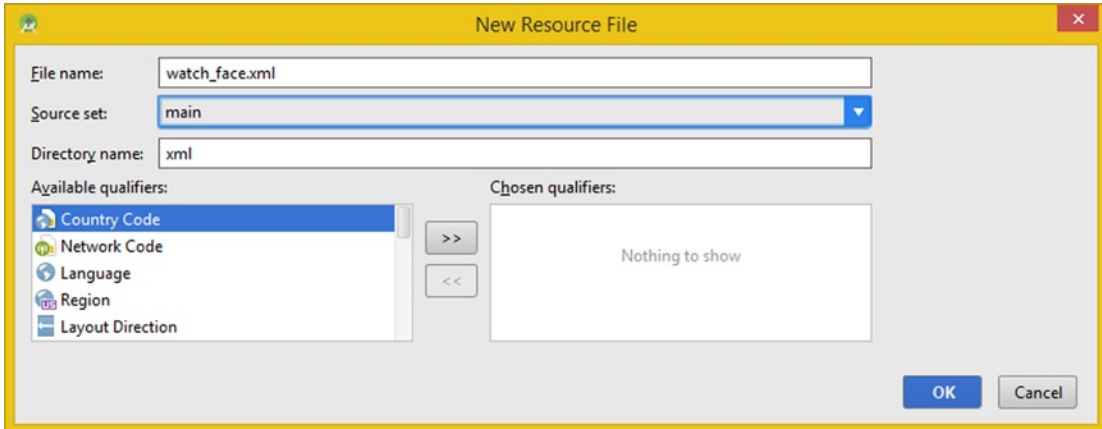 New Resource File
File name: watch_face.xml
Source set: main
Directory name: xml
Available qualifiers: Chosen qualifiers:
Country Code
Network Code
Language
Region
Layout Direction
>>
<<
Nothing to show
OK Cancel